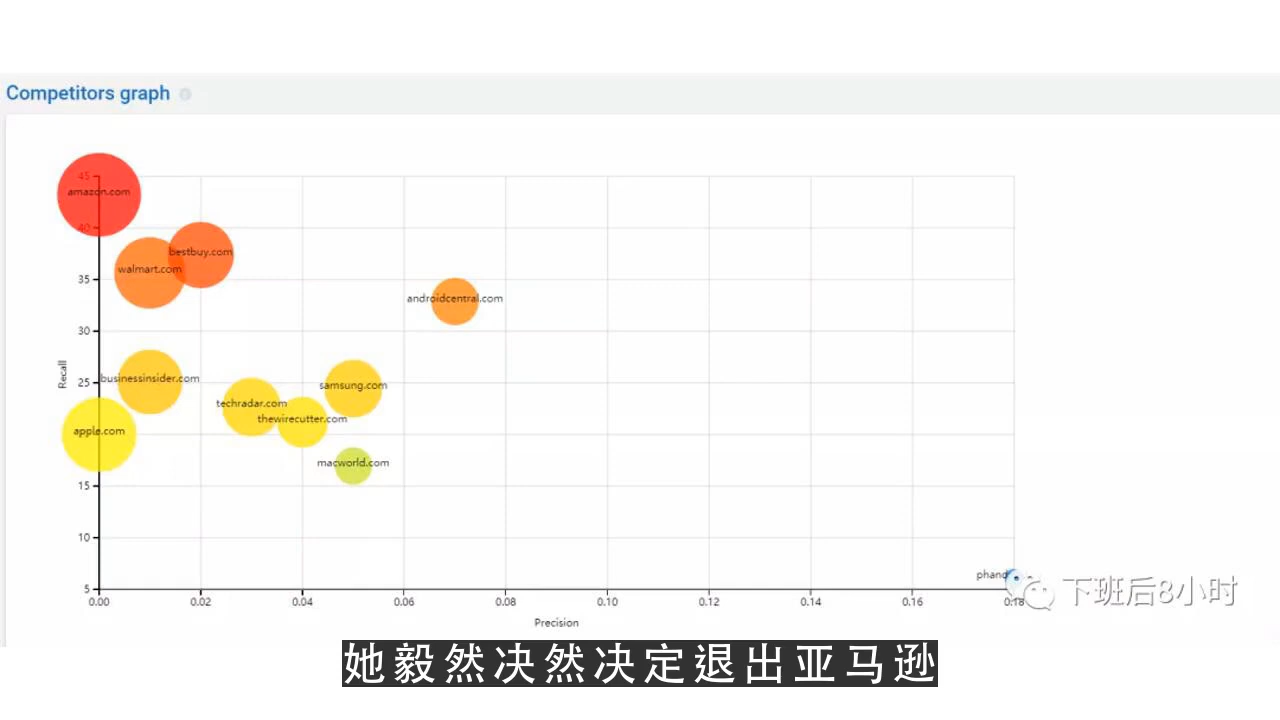 Competitors graph
45
amazon.com
40
bestbuy.com
walmart.com
35
androidcentral.com
30
Recall
25
businessinsider.com
samsung.com
techradar.com
thewirecutter.com
apple.com
macworld.com
15
10
phand
5
0.00 0.02 0.04 0.06 0.08 0.10 0.12 0.14 0.16 0.18
Precision
下班后8小时
她毅然决然决定退出亚马逊